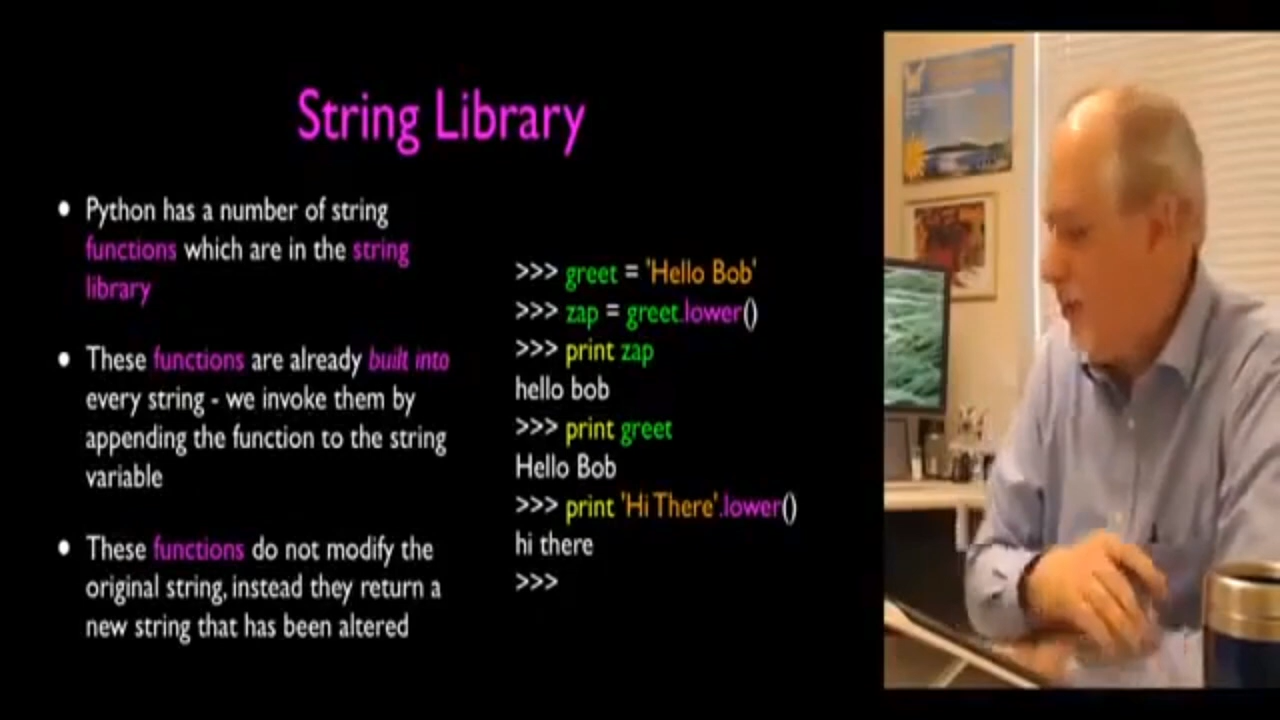 String Library
• Python has a number of string
functions which are in the string
library
• These functions are already built into
every string - we invoke them by
appending the function to the string
variable
• These functions do not modify the
original string, instead they return a
new string that has been altered
>>> greet = 'Hello Bob'
>>> zap = greet.lower()
>>> print zap
hello bob
>>> print greet
Hello Bob
>>> print 'Hi There'.lower()
hi there
>>>